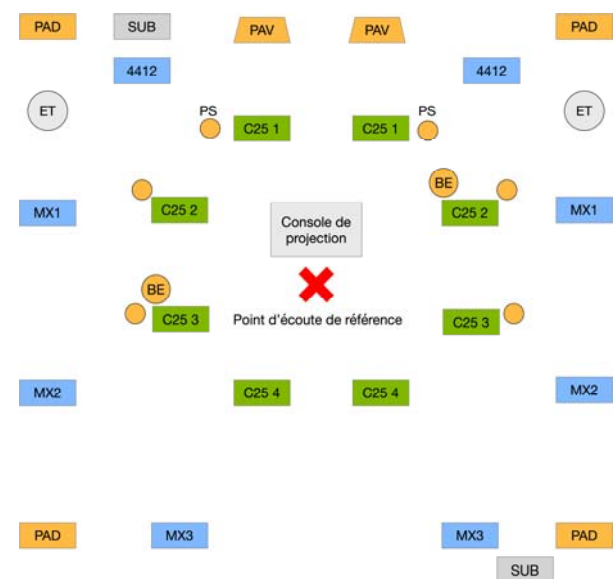 PAD
SUB
PAV
PAV
PAD
4412
4412
ET
PS
C25 1
C25 1
PS
ET
MX1
C25 2
Console de
projection
BE
C25 2
MX1
BE
C25 3
Point d'écoute de référence
C25 3
MX2
C25 4
C25 4
MX2
PAD
MX3
MX3
PAD
SUB